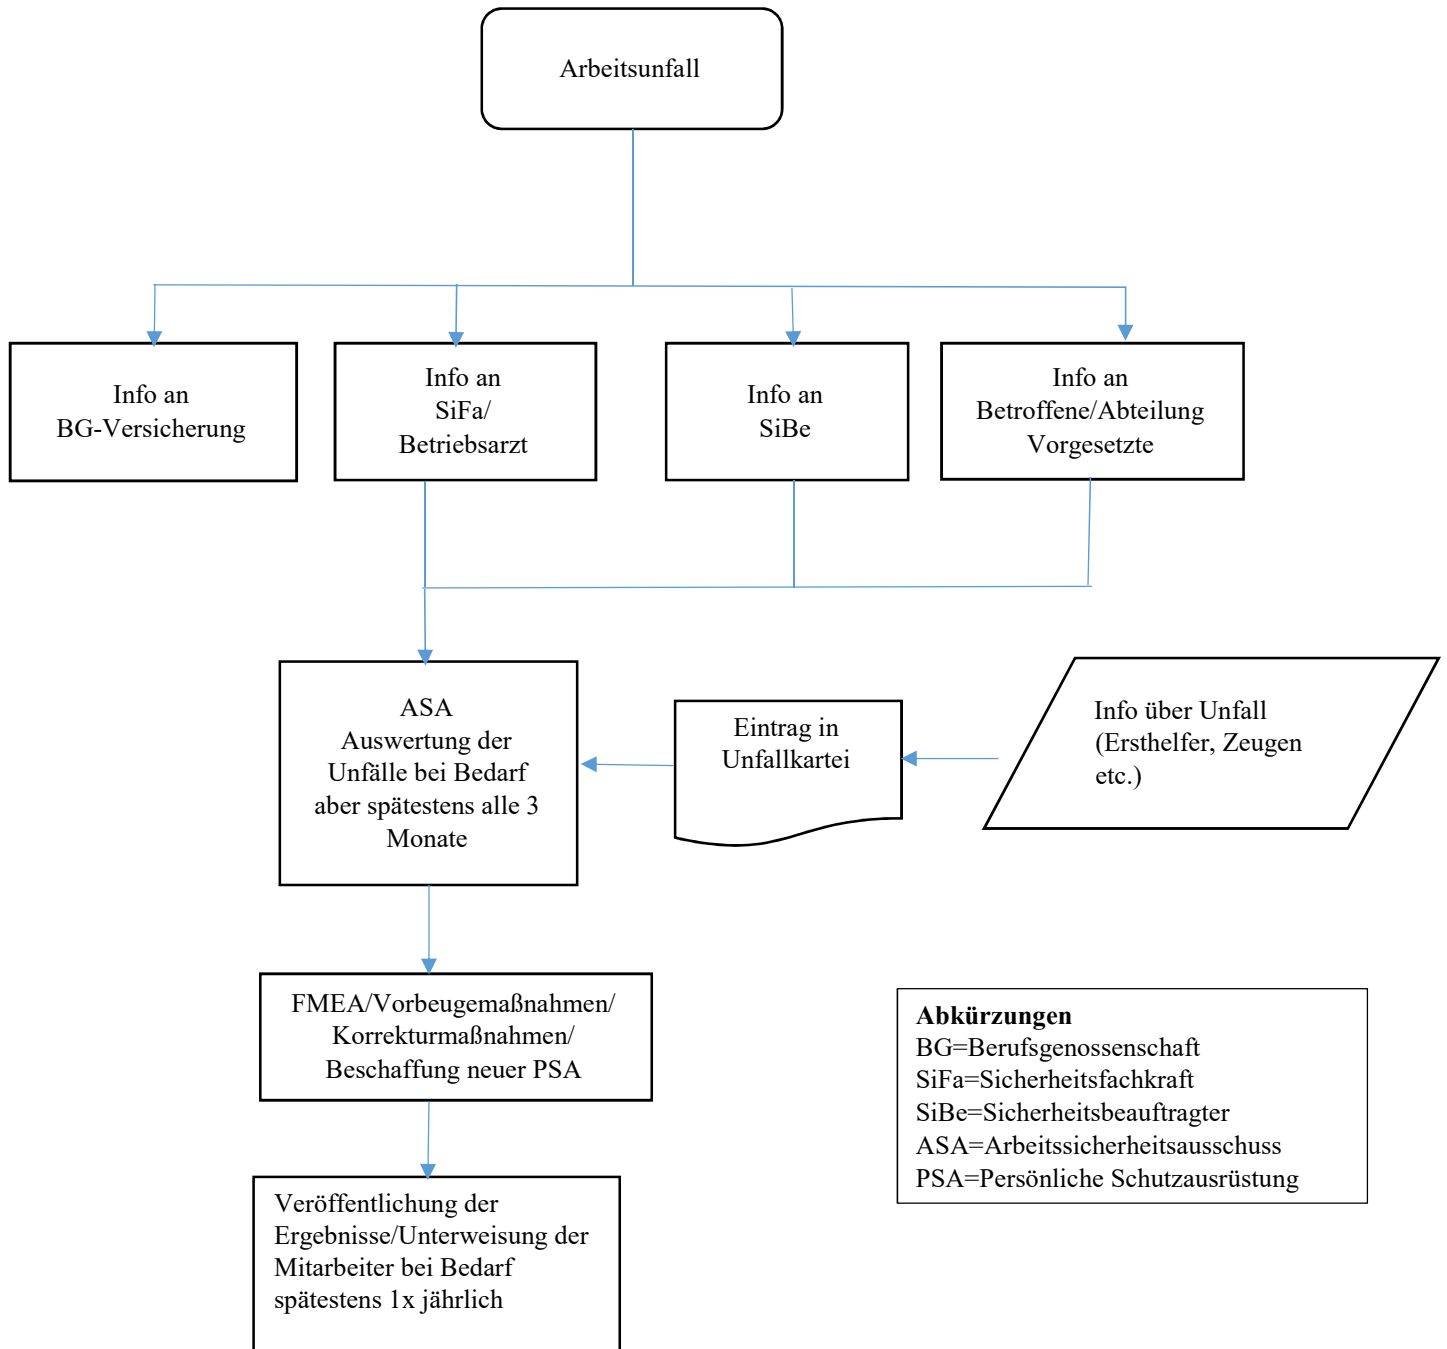 Arbeitsunfall
Info an
BG-Versicherung
Info an
SiFa/
Betriebsarzt
Info an
SiBe
Info an
Betroffene/Abteilung
Vorgesetzte
ASA
Auswertung der
Unfälle bei Bedarf
aber spätestens alle 3
Monate
Eintrag in
Unfallkartei
Info über Unfall
(Ersthelfer, Zeugen
etc.)
FMEA/Vorbeugemaßnahmen/
Korrekturmaßnahmen/
Beschaffung neuer PSA
Abkürzungen
BG=Berufsgenossenschaft
SiFa=Sicherheitsfachkraft
SiBe=Sicherheitsbeauftragter
ASA=Arbeitssicherheitsausschuss
PSA=Persönliche Schutzausrüstung
Veröffentlichung der
Ergebnisse/Unterweisung der
Mitarbeiter bei Bedarf
spätestens 1x jährlich